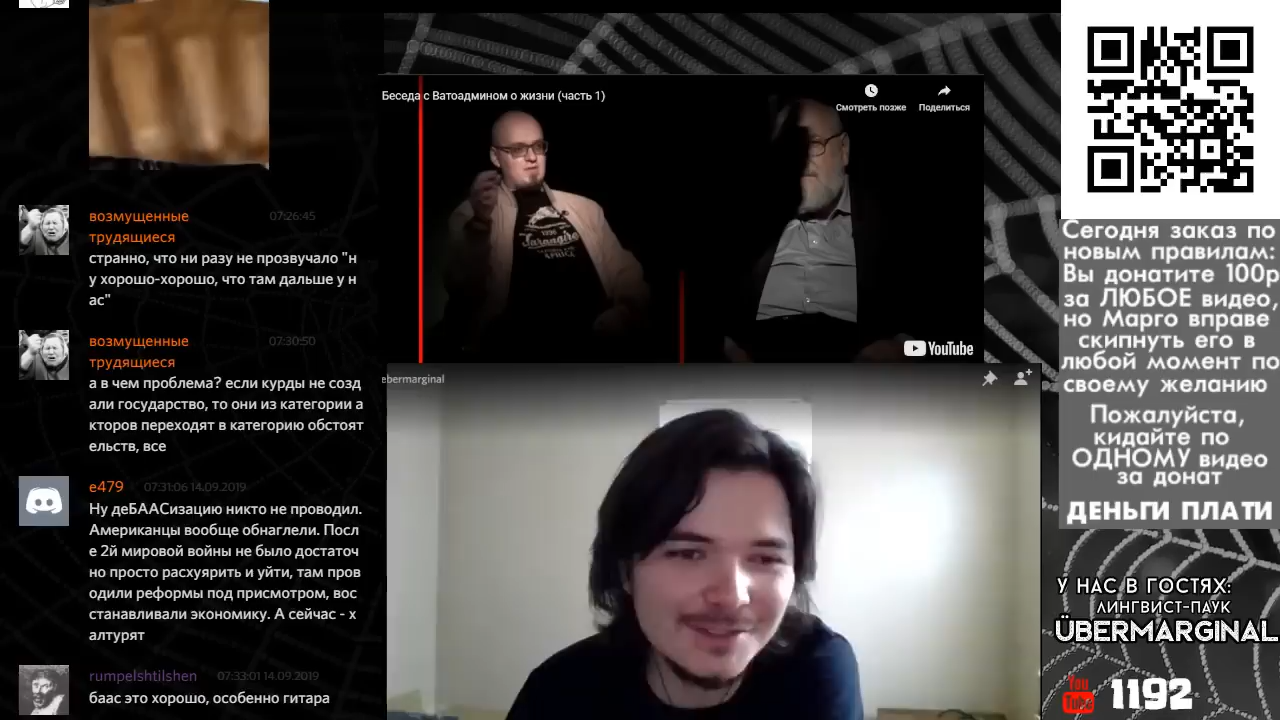 возмущенные
трудящиеся
07:26:45
странно, что ни разу не прозвучало "н
у хорошо-хорошо, что там дальше у н
ас"
возмущенные
трудящиеся
07:30:50
а в чем проблема? если курды не созд
али государство, то они из категории а
кторов переходят в категорию обстоят
ельств, все
e479 07:31:06 14.09.2019
Ну деБААСизацию никто не проводил.
Американцы вообще обнаглели. Посл
е 2й мировой войны не было достаточ
но просто расхуярить и уйти, там пров
одили реформы под присмотром, вос
станавливали экономику. А сейчас - х
алтурят
rumpelshtilshen 07:33:01 14.09.2019
баас это хорошо, особенно гитара
Беседа с Ватоадмином о жизни (часть 1)
Смотреть позже
Поделиться
YouTube
ebermarginal
Сегодня заказ по
новым правилам:
Вы донатите 100р
за ЛЮБОЕ видео,
но Марго вправе
скипнуть его в
любой момент по
своему желанию
Пожалуйста,
кидайте по
ОДНОМУ видео
за донат
ДЕНЬГИ ПЛАТИ
У НАС В ГОСТЯХ:
ЛИНГВИСТ-ПАУК
ÜBERMARGINAL
You
Tube
1192